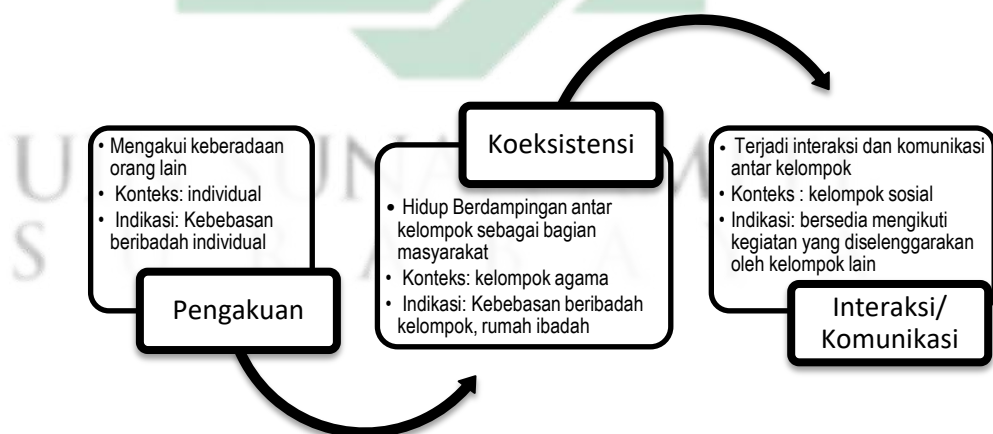 • Mengakui keberadaan
orang lain
• Konteks: individual
• Indikasi: Kebebasan
beribadah individual
Pengakuan
Koeksistensi
• Hidup Berdampingan antar
kelompok sebagai bagian
masyarakat
• Konteks: kelompok agama
• Indikasi: Kebebasan beribadah
kelompok, rumah ibadah
• Terjadi interaksi dan komunikasi
antar kelompok
• Konteks : kelompok sosial
• Indikasi: bersedia mengikuti
kegiatan yang diselenggarakan
oleh kelompok lain
Interaksi/
Komunikasi